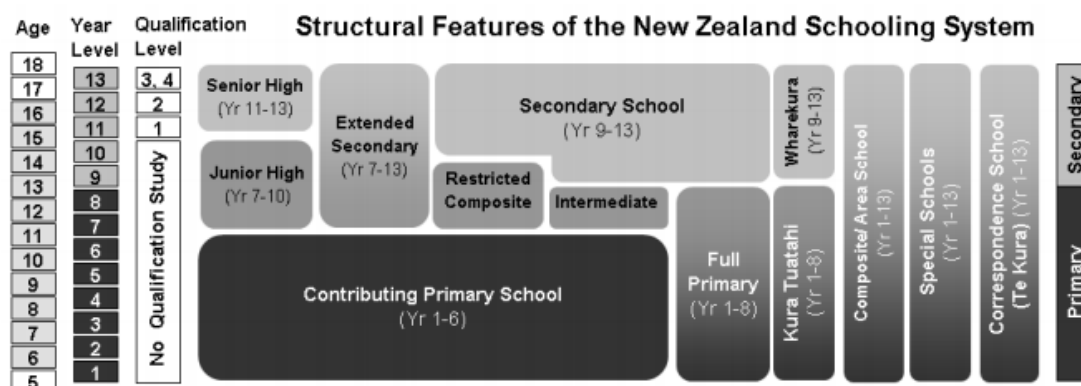 Structural Features of the New Zealand Schooling System
Age
Year Level
Qualification Level
18
17
16
15
14
13
12
11
10
9
8
7
6
5
13
12
11
10
9
8
7
6
5
4
3
2
1
3, 4
2
1
No Qualification Study
Senior High
(Yr 11-13)
Junior High
(Yr 7-10)
Extended
Secondary
(Yr 7-13)
Secondary School
(Yr 9-13)
Restricted
Composite
Intermediate
Contributing Primary School
(Yr 1-6)
Full
Primary
(Yr 1-8)
Wharekura
(Yr 9-13)
Kura Tuatahi
(Yr 1-8)
Composite/ Area School
(Yr 1-13)
Special Schools
(Yr 1-13)
Correspondence School
(Te Kura) (Yr 1-13)
Secondary
Primary